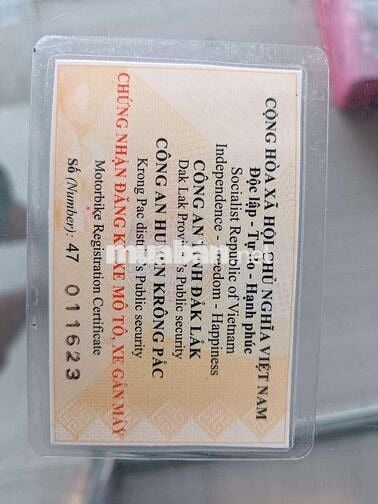 CỘNG HÒA XÃ HỘI CHỦ NGHĨA VIỆT NAM
Độc lập - Tự do - Hạnh phúc
Socialist Republic of Vietnam
Independence - Freedom - Happiness
CÔNG AN TỈNH ĐẮK LẮK
Dak Lak Province's Public security
CÔNG AN HUYỆN KRÔNG PẮC
Krong Pac district's Public security
CHỨNG NHẬN ĐĂNG KÝ XE MÔ TÔ, XE GẮN MÁY
Motorbike Registration Certificate
Số (Number): 47 011623
muaban.net